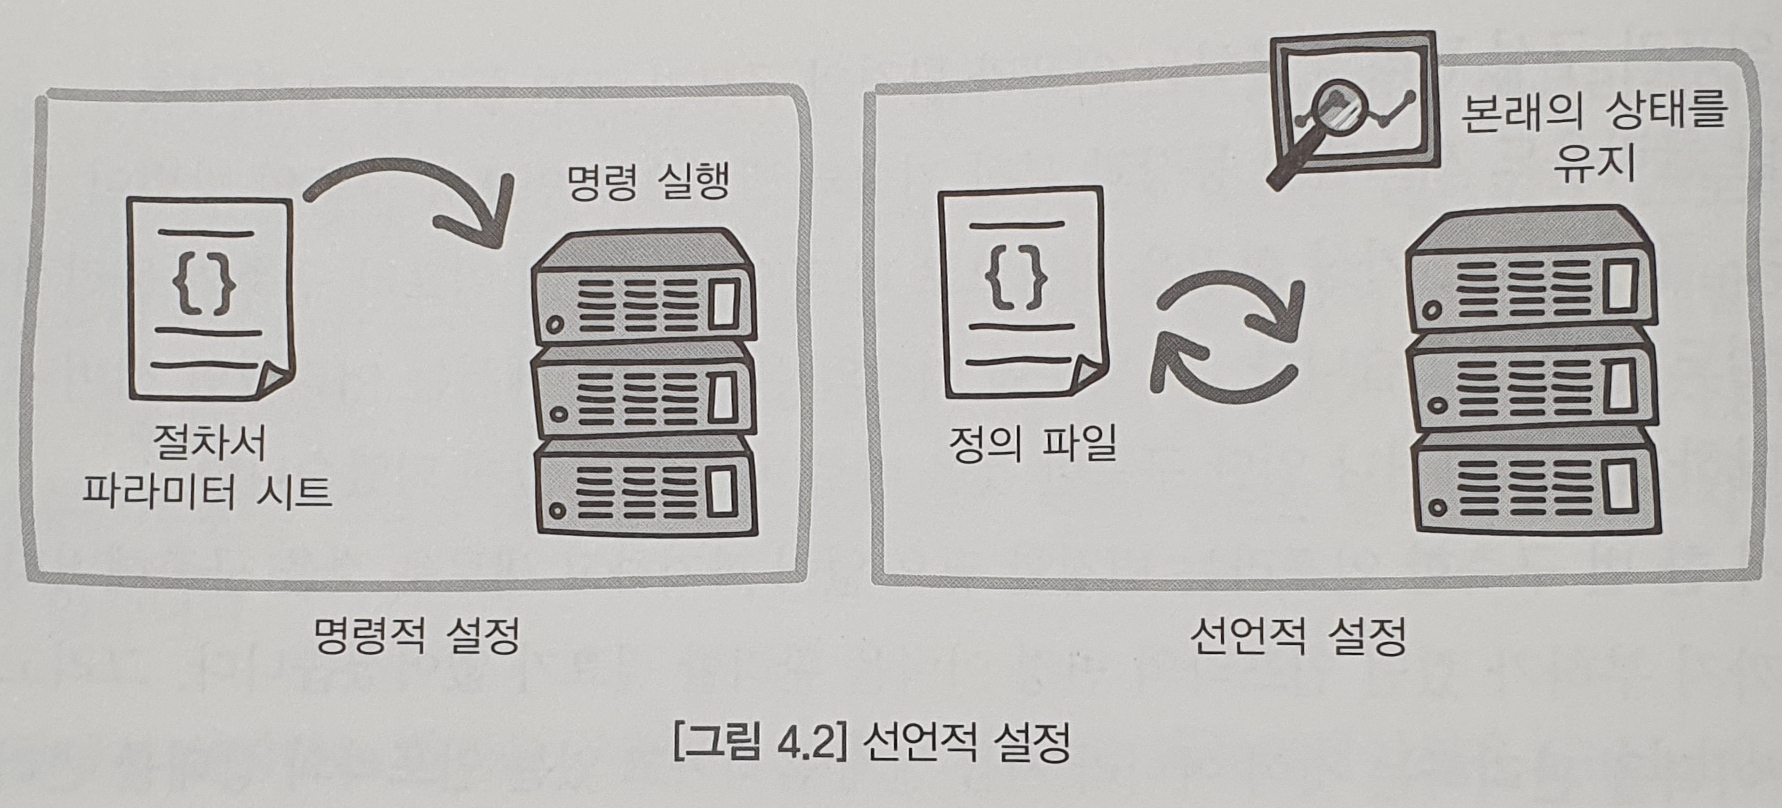 명령 실행
{}
절차서
파라미터 시트
명령적 설정
본래의 상태를
유지
{}
정의 파일
선언적 설정
[그림 4.2] 선언적 설정